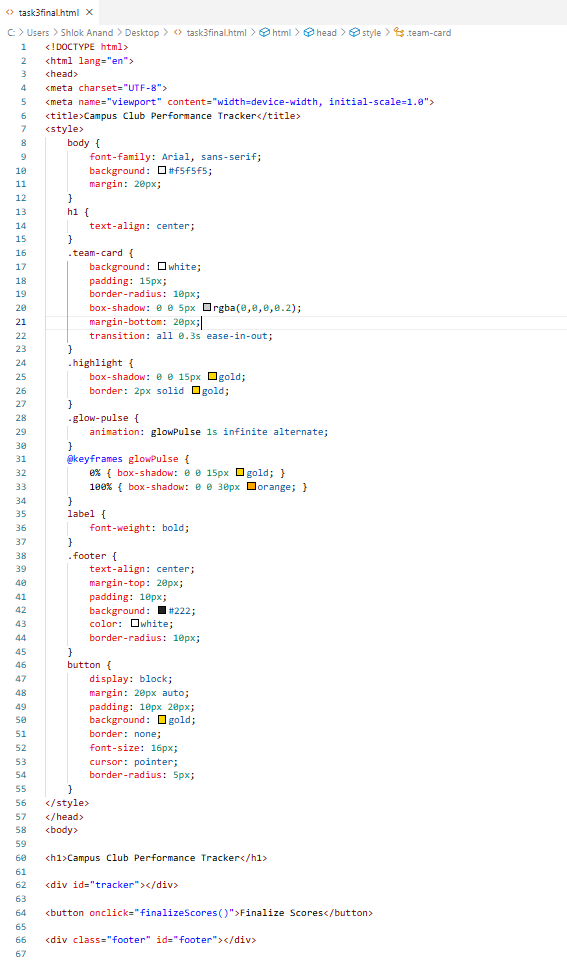 task3final.html
C: > Users > Shlok Anand > Desktop > task3final.html > html > head > style > .team-card
1 <!DOCTYPE html>
2 <html lang="en">
3 <head>
4 <meta charset="UTF-8">
5 <meta name="viewport" content="width=device-width, initial-scale=1.0">
6 <title>Campus Club Performance Tracker</title>
7 <style>
8     body {
9         font-family: Arial, sans-serif;
10         background: #f5f5f5;
11         margin: 20px;
12     }
13     h1 {
14         text-align: center;
15     }
16     .team-card {
17         background: white;
18         padding: 15px;
19         border-radius: 10px;
20         box-shadow: 0 0 5px rgba(0,0,0,0.2);
21         margin-bottom: 20px;
22         transition: all 0.3s ease-in-out;
23     }
24     .highlight {
25         box-shadow: 0 0 15px gold;
26         border: 2px solid gold;
27     }
28     .glow-pulse {
29         animation: glowPulse 1s infinite alternate;
30     }
31     @keyframes glowPulse {
32         0% { box-shadow: 0 0 15px gold; }
33         100% { box-shadow: 0 0 30px orange; }
34     }
35     label {
36         font-weight: bold;
37     }
38     .footer {
39         text-align: center;
40         margin-top: 20px;
41         padding: 10px;
42         background: #222;
43         color: white;
44         border-radius: 10px;
45     }
46     button {
47         display: block;
48         margin: 20px auto;
49         padding: 10px 20px;
50         background: gold;
51         border: none;
52         font-size: 16px;
53         cursor: pointer;
54         border-radius: 5px;
55     }
56 </style>
57 </head>
58 <body>
59
60 <h1>Campus Club Performance Tracker</h1>
61
62 <div id="tracker"></div>
63
64 <button onclick="finalizeScores()">Finalize Scores</button>
65
66 <div class="footer" id="footer"></div>
67